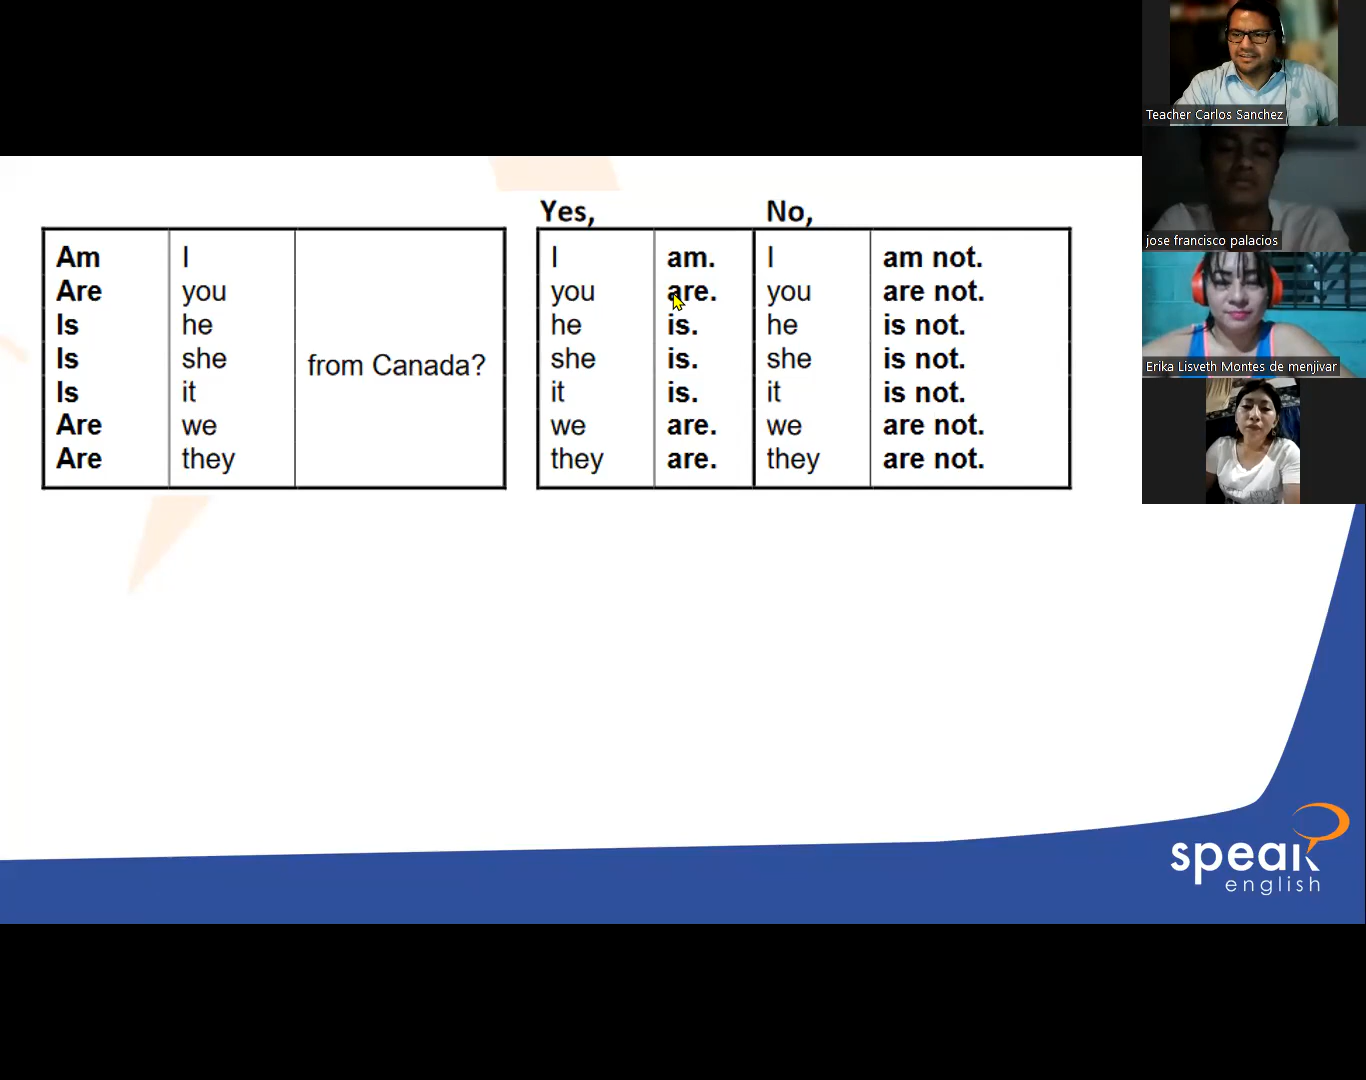 Yes, No,
Am I
Are you
Is he
Is she
Is it
Are we
Are they
from Canada?
I am. I am not.
you are. you are not.
he is. he is not.
she is. she is not.
it is. it is not.
we are. we are not.
they are. they are not.
Teacher Carlos Sanchez
jose francisco palacios
Erika Lisveth Montes de menjivar
speak
english